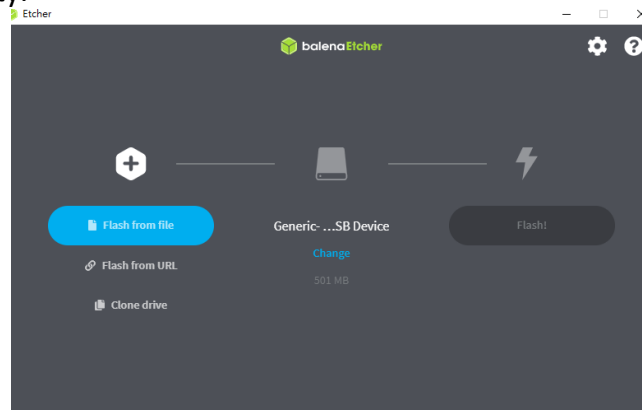 Etcher
balenaEtcher
Flash from file
Flash from URL
Clone drive
Generic- ...SB Device
Change
501 MB
Flash!